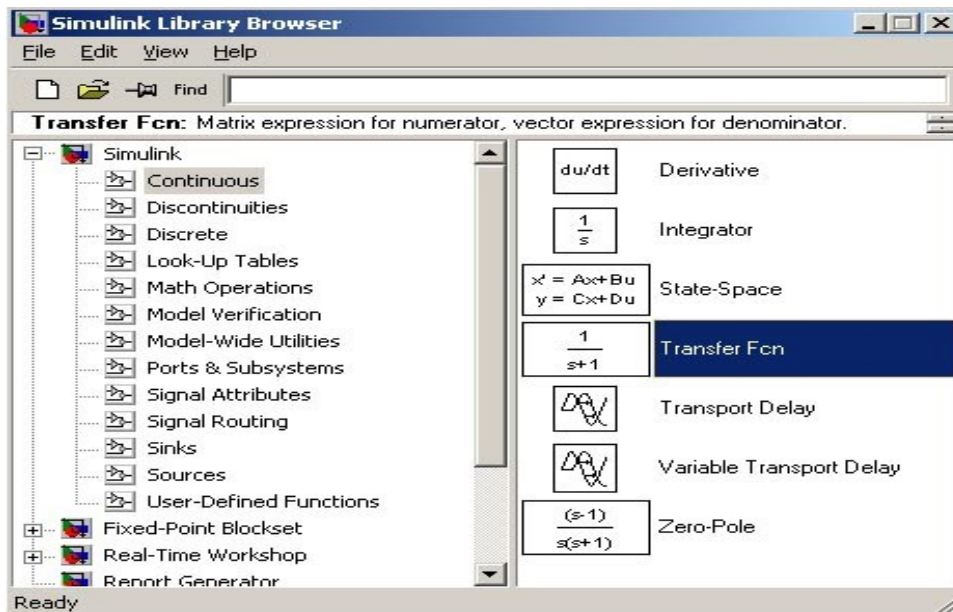 Simulink Library Browser
File Edit View Help
Find
Transfer Fcn: Matrix expression for numerator, vector expression for denominator.
Simulink
Continuous
Discontinuities
Discrete
Look-Up Tables
Math Operations
Model Verification
Model-Wide Utilities
Ports & Subsystems
Signal Attributes
Signal Routing
Sinks
Sources
User-Defined Functions
Fixed-Point Blockset
Real-Time Workshop
Report Generator
du/dt Derivative
1
s
Integrator
x' = Ax+Bu
y = Cx+Du
State-Space
1
s+1
Transfer Fcn
Transport Delay
Variable Transport Delay
(s-1)
s(s+1)
Zero-Pole
Ready